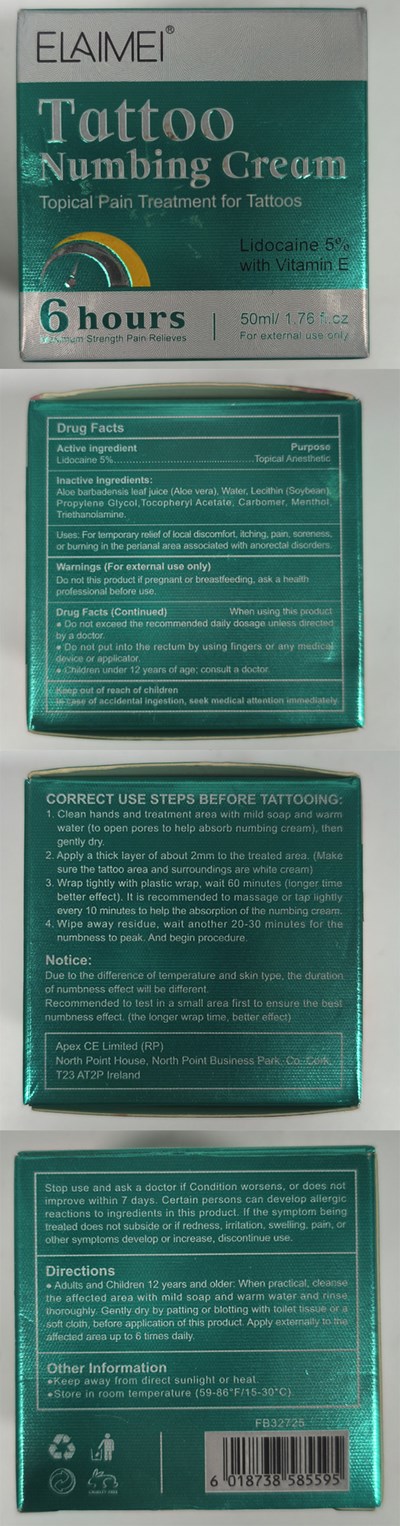 ELAIMEI®
Tattoo
Numbing Cream
Topical Pain Treatment for Tattoos
Lidocaine 5%
with Vitamin E
6 hours
Maximum Strength Pain Relieves
50ml/ 1.76 fl.oz
For external use only
Drug Facts
Active ingredient Purpose
Lidocaine 5%......................................Topical Anesthetic
Inactive Ingredients:
Aloe barbadensis leaf juice (Aloe vera), Water, Lecithin (Soybean),
Propylene Glycol,Tocopheryl Acetate, Carbomer, Menthol,
Triethanolamine.
Uses: For temporary relief of local discomfort, itching, pain, soreness,
or burning in the perianal area associated with anorectal disorders.
Warnings (For external use only)
Do not this product if pregnant or breastfeeding, ask a health
professional before use.
Drug Facts (Continued) When using this product
● Do not exceed the recommended daily dosage unless directed
by a doctor.
● Do not put into the rectum by using fingers or any medical
device or applicator.
● Children under 12 years of age; consult a doctor.
Keep out of reach of children
In case of accidental ingestion, seek medical attention immediately.
CORRECT USE STEPS BEFORE TATTOOING:
1. Clean hands and treatment area with mild soap and warm
water (to open pores to help absorb numbing cream), then
gently dry.
2. Apply a thick layer of about 2mm to the treated area. (Make
sure the tattoo area and surroundings are white cream)
3. Wrap tightly with plastic wrap, wait 60 minutes (longer time
better effect). It is recommended to massage or tap lightly
every 10 minutes to help the absorption of the numbing cream.
4. Wipe away residue, wait another 20-30 minutes for the
numbness to peak. And begin procedure.
Notice:
Due to the difference of temperature and skin type, the duration
of numbness effect will be different.
Recommended to test in a small area first to ensure the best
numbness effect. (the longer wrap time, better effect)
Apex CE Limited (RP)
North Point House, North Point Business Park, Co. Cork,
T23 AT2P Ireland
Stop use and ask a doctor if Condition worsens, or does not
improve within 7 days. Certain persons can develop allergic
reactions to ingredients in this product. If the symptom being
treated does not subside or if redness, irritation, swelling, pain, or
other symptoms develop or increase, discontinue use.
Directions
● Adults and Children 12 years and older: When practical, cleanse
the affected area with mild soap and warm water and rinse
thoroughly. Gently dry by patting or blotting with toilet tissue or a
soft cloth, before application of this product. Apply externally to the
affected area up to 6 times daily.
Other Information
●Keep away from direct sunlight or heat
●Store in room temperature (59-86°F/15-30°C)
FB32725
CRUELTY FREE
6 018738 585595